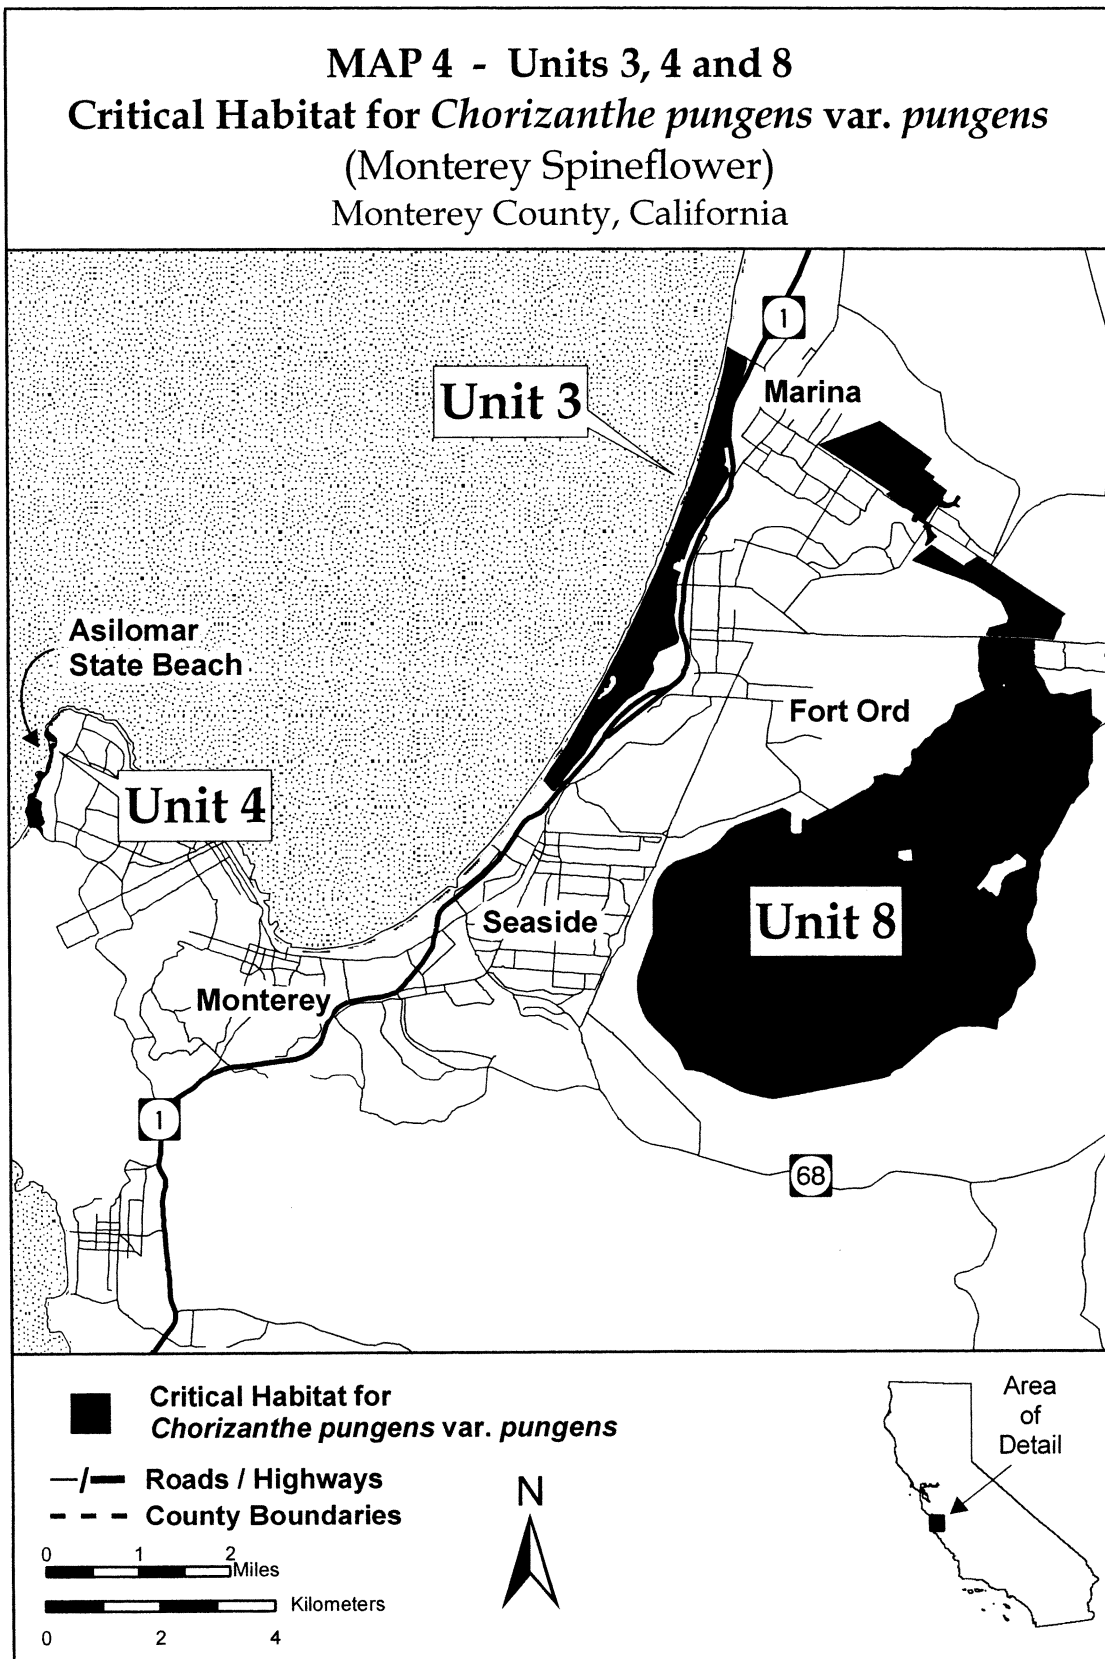 MAP 4 - Units 3, 4 and 8
Critical Habitat for Chorizanthe pungens var. pungens
(Monterey Spineflower)
Monterey County, California
1
Marina
Unit 3
Asilomar
State Beach
Fort Ord
Unit 4
Unit 8
Seaside
Monterey
1
68
Critical Habitat for
Chorizanthe pungens var. pungens
Roads / Highways
County Boundaries
0 1 2
Miles
Kilometers
0 2 4
N
Area
of
Detail